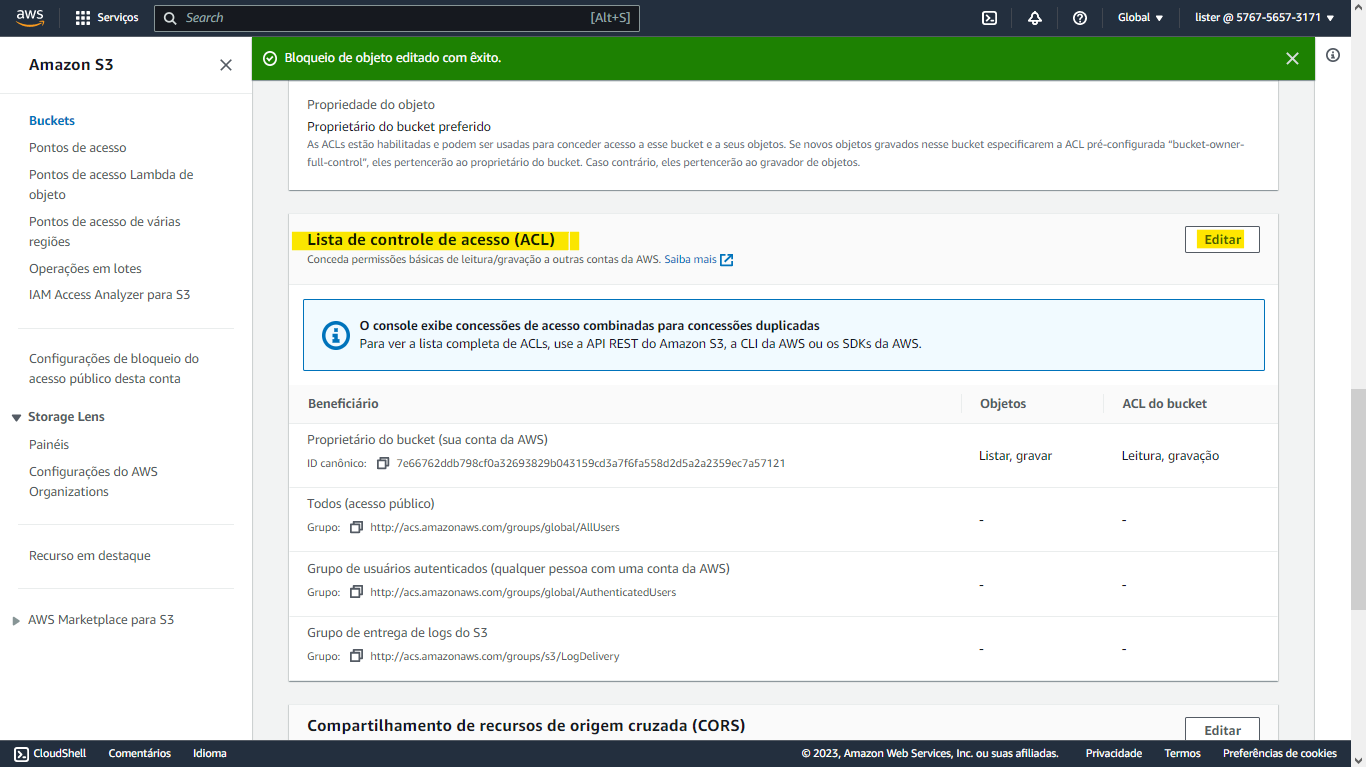 aws
Serviços
Search
[Alt+S]
Global
lister @ 5767-5657-3171
Amazon S3
Buckets
Pontos de acesso
Pontos de acesso Lambda de
objeto
Pontos de acesso de várias
regiões
Operações em lotes
IAM Access Analyzer para S3
Configurações de bloqueio do
acesso público desta conta
Storage Lens
Painéis
Configurações do AWS
Organizations
Recurso em destaque
AWS Marketplace para S3
Bloqueio de objeto editado com êxito.
Propriedade do objeto
Proprietário do bucket preferido
As ACLs estão habilitadas e podem ser usadas para conceder acesso a esse bucket e a seus objetos. Se novos objetos gravados nesse bucket especificarem a ACL pré-configurada “bucket-owner-
full-control”, eles pertencerão ao proprietário do bucket. Caso contrário, eles pertencerão ao gravador de objetos.
Lista de controle de acesso (ACL)
Editar
Conceda permissões básicas de leitura/gravação a outras contas da AWS. Saiba mais
O console exibe concessões de acesso combinadas para concessões duplicadas
Para ver a lista completa de ACLs, use a API REST do Amazon S3, a CLI da AWS ou os SDKs da AWS.
Beneficiário Objetos ACL do bucket
Proprietário do bucket (sua conta da AWS)
ID canônico: 7e66762ddb798cf0a32693829b043159cd3a7f6fa558d2d5a2a2359ec7a57121
Listar, gravar
Leitura, gravação
Todos (acesso público)
Grupo: http://acs.amazonaws.com/groups/global/AllUsers
- -
Grupo de usuários autenticados (qualquer pessoa com uma conta da AWS)
Grupo: http://acs.amazonaws.com/groups/global/AuthenticatedUsers
- -
Grupo de entrega de logs do S3
Grupo: http://acs.amazonaws.com/groups/s3/LogDelivery
- -
Compartilhamento de recursos de origem cruzada (CORS)
Editar
CloudShell Comentários Idioma
© 2023, Amazon Web Services, Inc. ou suas afiliadas. Privacidade Termos Preferências de cookies